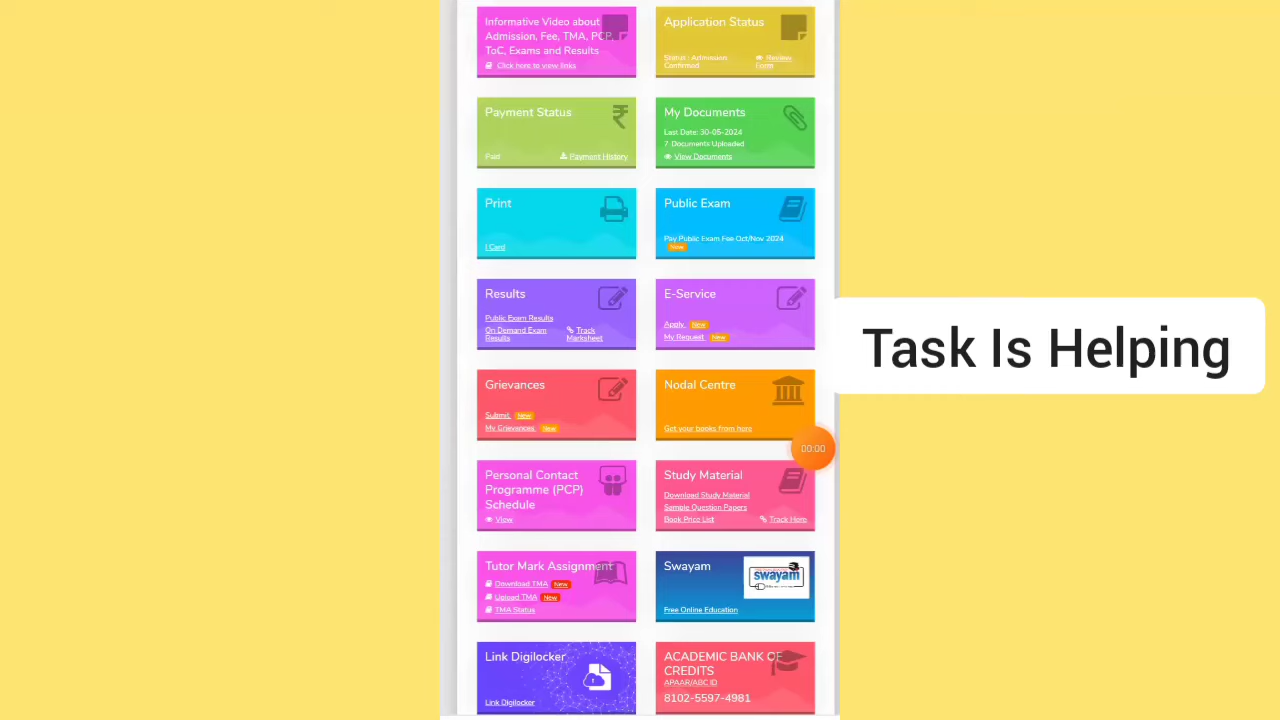 Informative Video about
Admission, Fee, TMA, PCP,
ToC, Exams and Results
Click here to view links
Application Status
Status : Admission
Confirmed
Review
Form
Payment Status
Paid
Payment History
My Documents
Last Date: 30-05-2024
7 Documents Uploaded
View Documents
Print
I Card
Public Exam
Pay Public Exam Fee-Oct/Nov 2024
New
Results
Public Exam Results
On Demand Exam
Results
Track
Marksheet
E-Service
Apply New
My Request New
Task Is Helping
Grievances
Submit New
My Grievances New
Nodal Centre
Get your books from here
00:00
Personal Contact
Programme (PCP)
Schedule
View
Study Material
Download Study Material
Sample Question Papers
Book Price List
Track Here
Tutor Mark Assignment
Download TMA New
Upload TMA New
TMA Status
Swayam
swayam
Free Online Education
Link Digilocker
Link Digilocker
ACADEMIC BANK OF
CREDITS
APAAR/ABC ID
8102-5597-4981